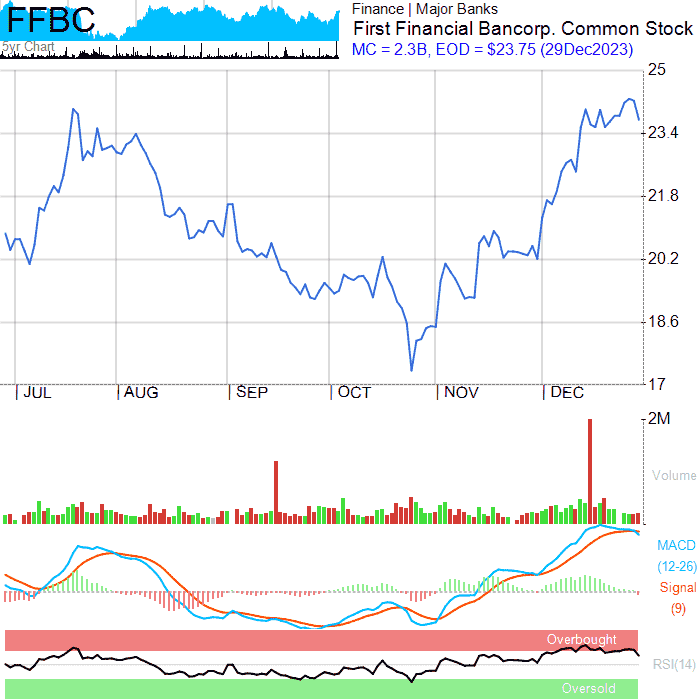 FFBC
5yr Chart
Finance | Major Banks
First Financial Bancorp. Common Stock
MC = 2.3B, EOD = $23.75 (29Dec2023)
25
23.4
21.8
20.2
18.6
17
| JUL | AUG | SEP | OCT | NOV | DEC
2M
Volume
MACD
(12-26)
Signal
(9)
Overbought
RSI(14)
Oversold